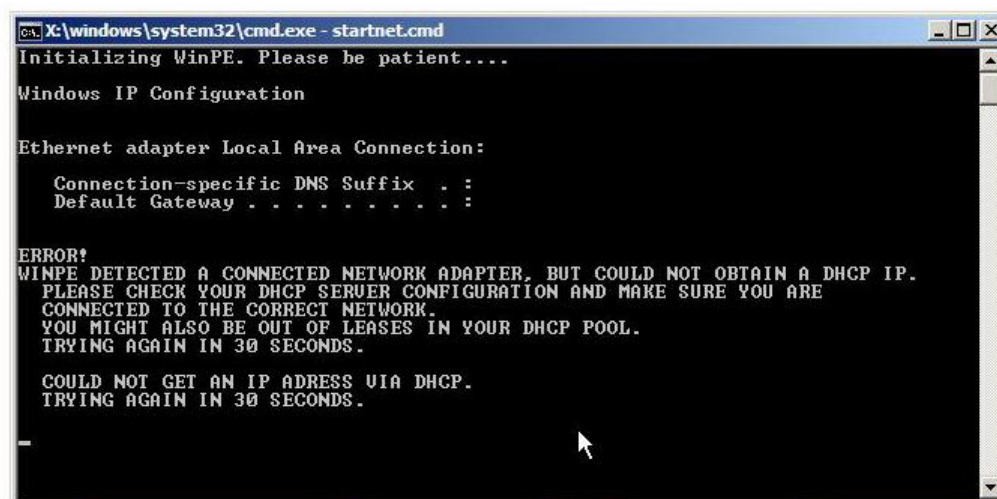 X:\windows\system32\cmd.exe - startnet.cmd
Initializing WinPE. Please be patient....
Windows IP Configuration
Ethernet adapter Local Area Connection:
Connection-specific DNS Suffix . :
Default Gateway . . . . . . . . . :
ERROR!
WINPE DETECTED A CONNECTED NETWORK ADAPTER, BUT COULD NOT OBTAIN A DHCP IP.
PLEASE CHECK YOUR DHCP SERVER CONFIGURATION AND MAKE SURE YOU ARE
CONNECTED TO THE CORRECT NETWORK.
YOU MIGHT ALSO BE OUT OF LEASES IN YOUR DHCP POOL.
TRYING AGAIN IN 30 SECONDS.
COULD NOT GET AN IP ADRESS VIA DHCP.
TRYING AGAIN IN 30 SECONDS.